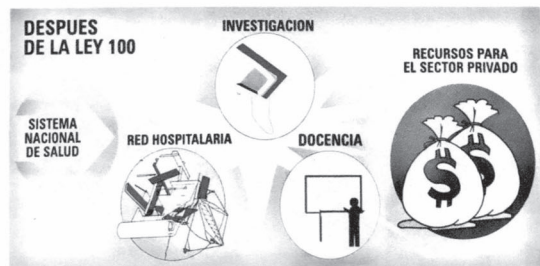 DESPUES
DE LA LEY 100
INVESTIGACION
RECURSOS PARA
EL SECTOR PRIVADO
SISTEMA
NACIONAL
DE SALUD
RED HOSPITALARIA
DOCENCIA
$
$